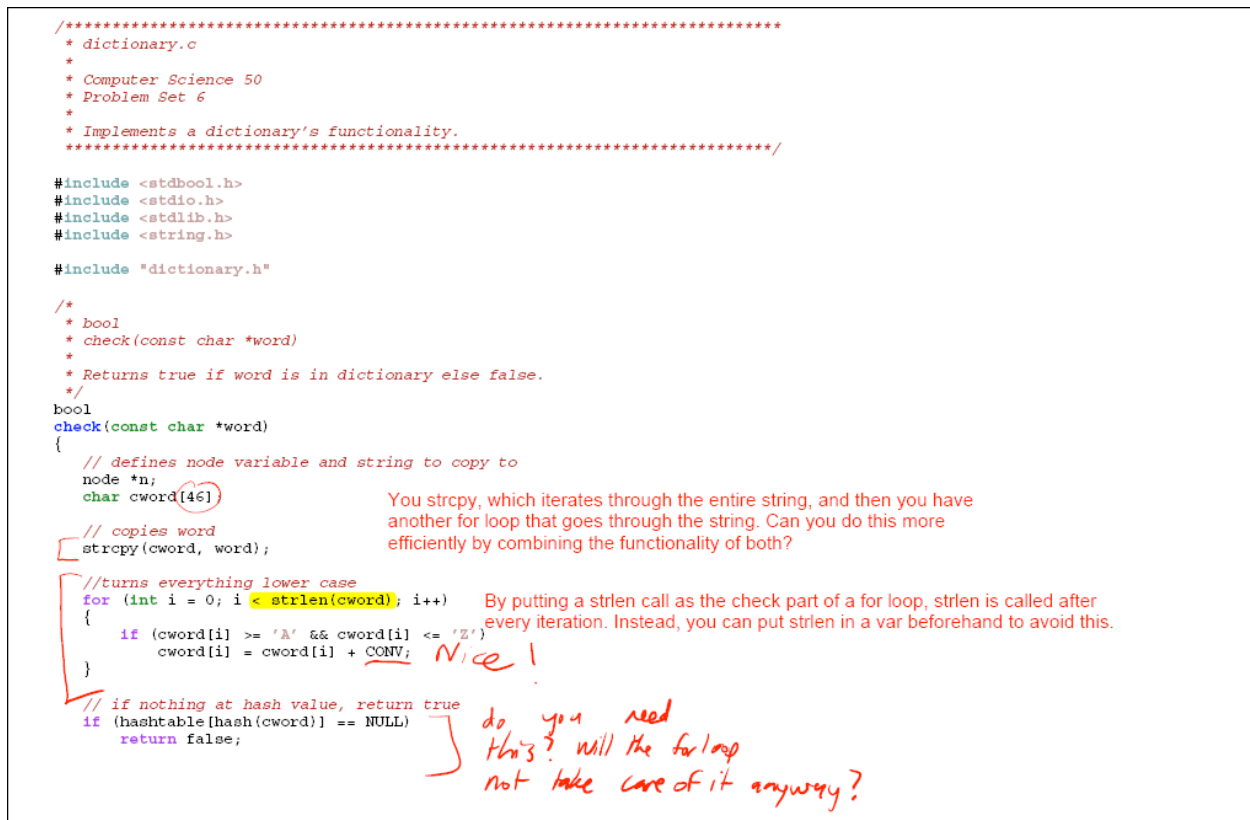 /****************************************************************************
 * dictionary.c
 *
 * Computer Science 50
 * Problem Set 6
 *
 * Implements a dictionary's functionality.
 ***************************************************************************/
#include <stdbool.h>
#include <stdio.h>
#include <stdlib.h>
#include <string.h>
#include "dictionary.h"
/*
 * bool
 * check(const char *word)
 *
 * Returns true if word is in dictionary else false.
 */
bool
check(const char *word)
{
// defines node variable and string to copy to
node *n;
char cword[46];
You strcpy, which iterates through the entire string, and then you have
another for loop that goes through the string. Can you do this more
efficiently by combining the functionality of both?
// copies word
strcpy(cword, word);
//turns everything lower case
for (int i = 0; i < strlen(cword); i++)
{
if (cword[i] >= 'A' && cword[i] <= 'Z')
cword[i] = cword[i] + CONV;
}
By putting a strlen call as the check part of a for loop, strlen is called after
every iteration. Instead, you can put strlen in a var beforehand to avoid this.
Nice!
// if nothing at hash value, return true
if (hashtable[hash(cword)] == NULL)
return false;
do you need
this? will the for loop
not take care of it anyway?